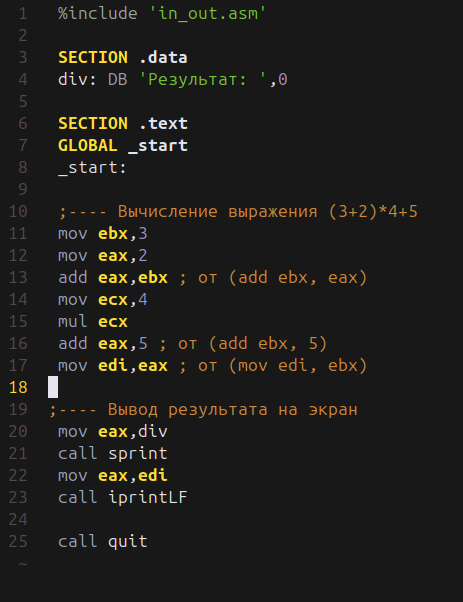 1 %include 'in_out.asm'
2
3 SECTION .data
4 div: DB 'Результат: ',0
5
6 SECTION .text
7 GLOBAL _start
8 _start:
9
10 ;---- Вычисление выражения (3+2)*4+5
11 mov ebx,3
12 mov eax,2
13 add eax,ebx ; от (add ebx, eax)
14 mov ecx,4
15 mul ecx
16 add eax,5 ; от (add ebx, 5)
17 mov edi,eax ; от (mov edi, ebx)
18
19 ;---- Вывод результата на экран
20 mov eax,div
21 call sprint
22 mov eax,edi
23 call iprintLF
24
25 call quit
~